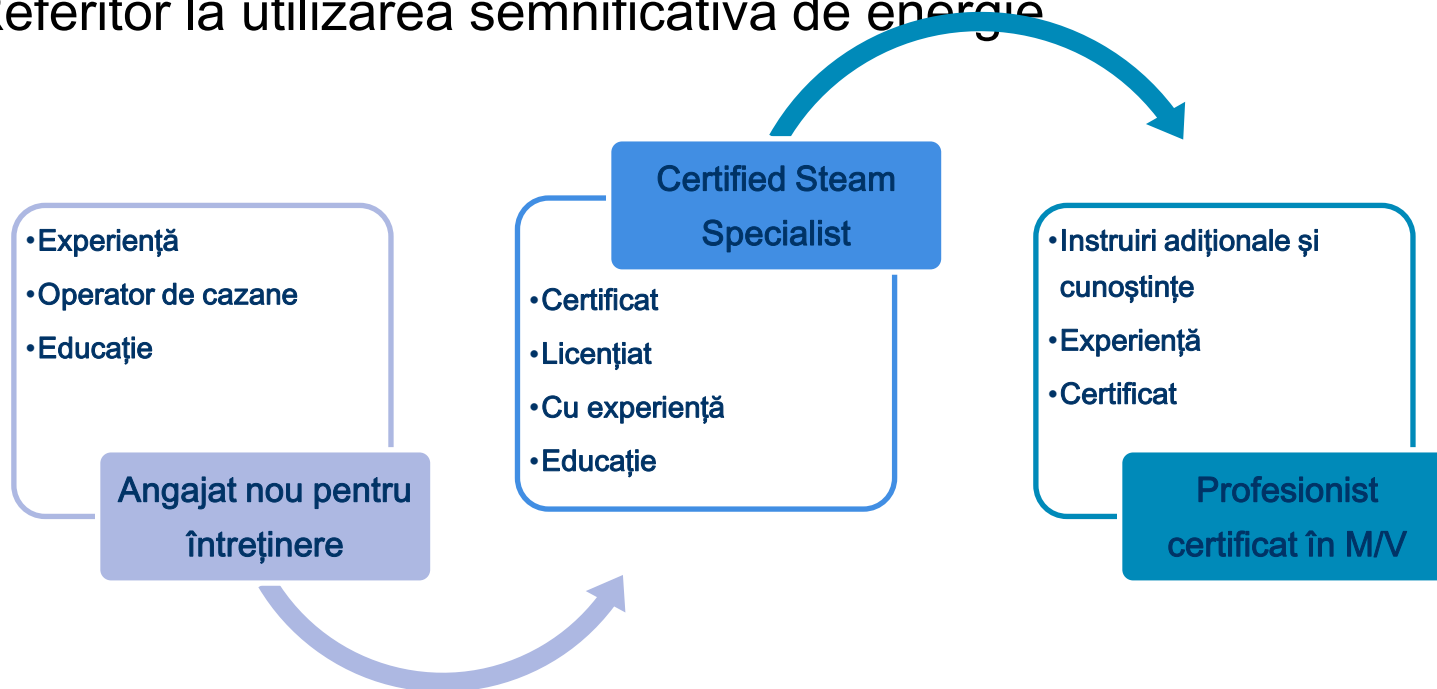 Referitor la utilizarea semnificativă de energie
•Experiență
•Operator de cazane
•Educație
Angajat nou pentru
întreținere
Certified Steam
Specialist
•Certificat
•Licențiat
•Cu experiență
•Educație
•Instruiri adiționale și
cunoștințe
•Experiență
•Certificat
Profesionist
certificat în M/V